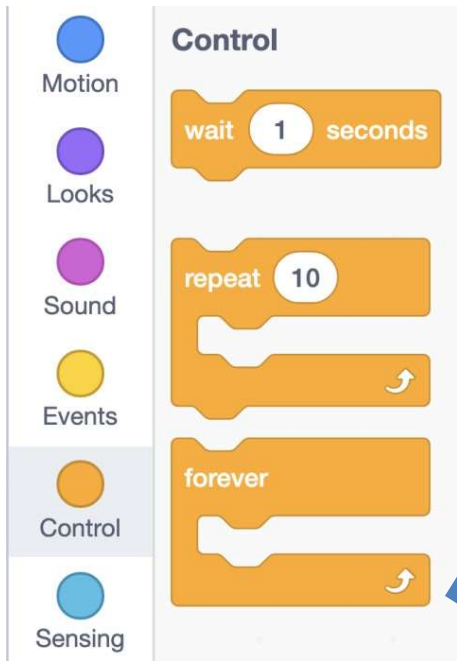 Motion
Looks
Sound
Events
Control
Sensing
Control
wait 1 seconds
repeat 10
forever